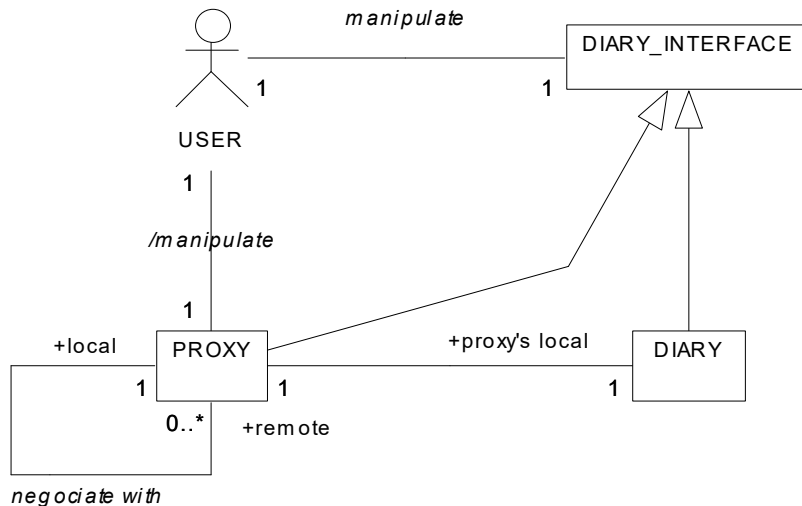 manipulate
DIARY_INTERFACE
1
1
USER
1
/manipulate
1
+local
PROXY
+proxy's local
DIARY
1
1
1
0..*
+remote
negociate with